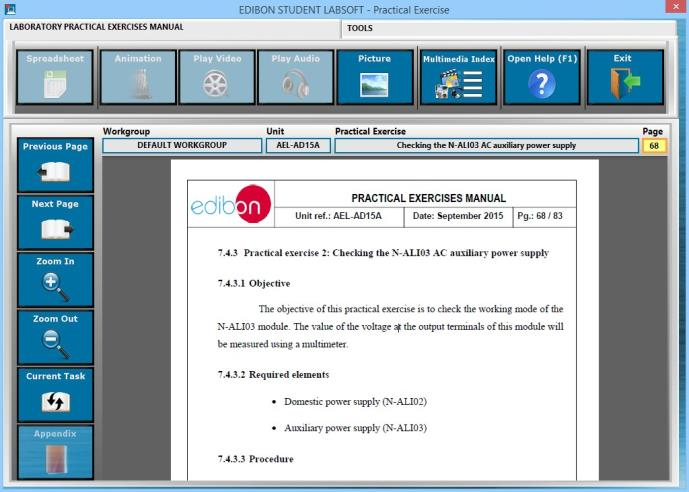 EDIBON STUDENT LABSOFT - Practical Exercise
LABORATORY PRACTICAL EXERCISES MANUAL
TOOLS
Spreadsheet
Animation
Play Video
Play Audio
Picture
Multimedia Index
Open Help (F1)
Exit
Workgroup
Unit
Practical Exercise
Page
DEFAULT WORKGROUP
AEL-AD15A
Checking the N-ALI03 AC auxiliary power supply
68
Previous Page
Next Page
Zoom In
Zoom Out
Current Task
Appendix
edibon
PRACTICAL EXERCISES MANUAL
Unit ref.: AEL-AD15A
Date: September 2015
Pg.: 68 / 83
7.4.3 Practical exercise 2: Checking the N-ALI03 AC auxiliary power supply
7.4.3.1 Objective
The objective of this practical exercise is to check the working mode of the
N-ALI03 module. The value of the voltage at the output terminals of this module will
be measured using a multimeter.
7.4.3.2 Required elements
• Domestic power supply (N-ALI02)
• Auxiliary power supply (N-ALI03)
7.4.3.3 Procedure